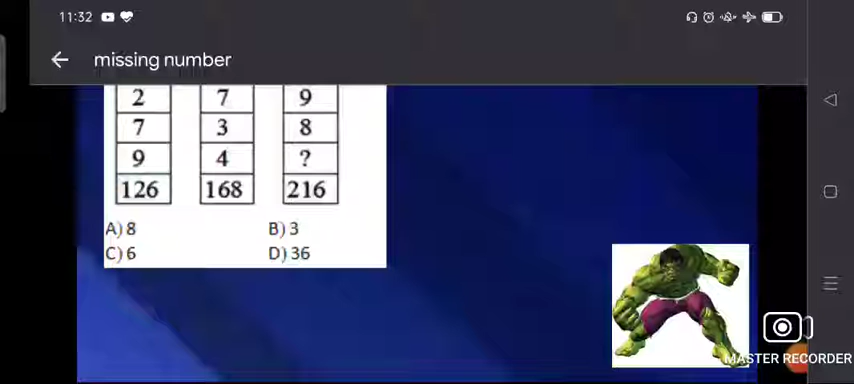 11:32
missing number
2 7 9
7 3 8
9 4 ?
126 168 216
A) 8 B) 3
C) 6 D) 36
MASTER RECORDER